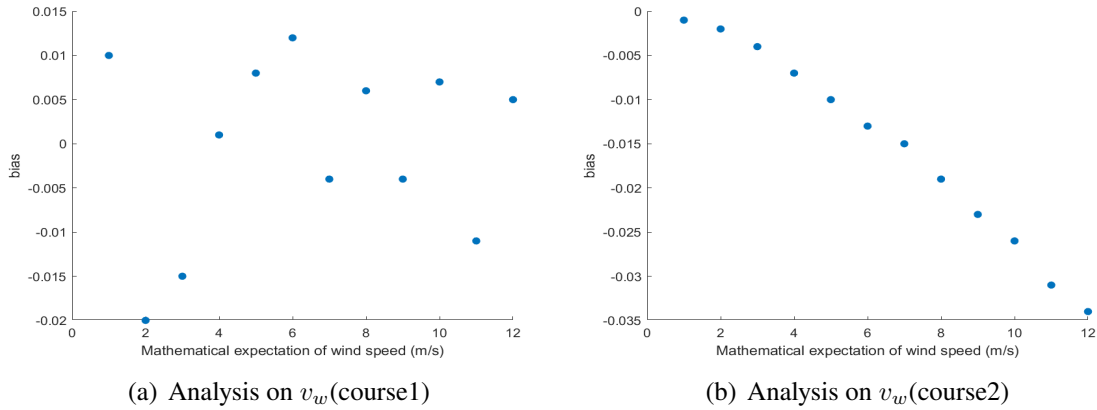 0.015
0.01
0.005
0
-0.005
-0.01
-0.015
-0.02
bias
0 2 4 6 8 10 12
Mathematical expectation of wind speed (m/s)
(a) Analysis on v_w(course1)
0
-0.005
-0.01
-0.015
-0.02
-0.025
-0.03
-0.035
bias
0 2 4 6 8 10 12
Mathematical expectation of wind speed (m/s)
(b) Analysis on v_w(course2)